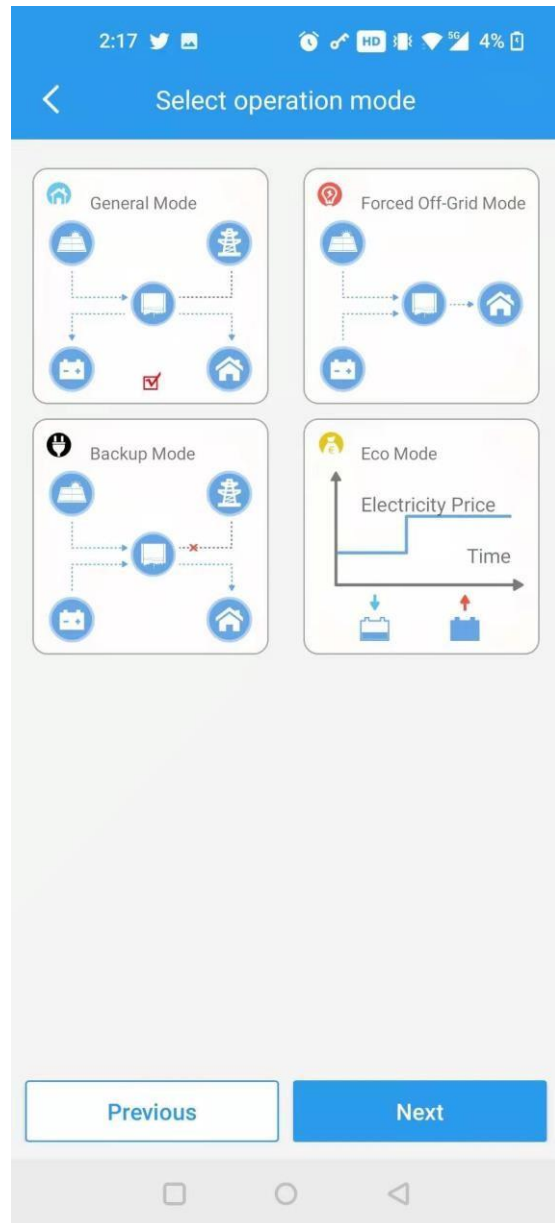 2:17 HD 5G 4%
Select operation mode
General Mode
Forced Off-Grid Mode
Backup Mode
Eco Mode
Electricity Price
Time
€
Previous
Next